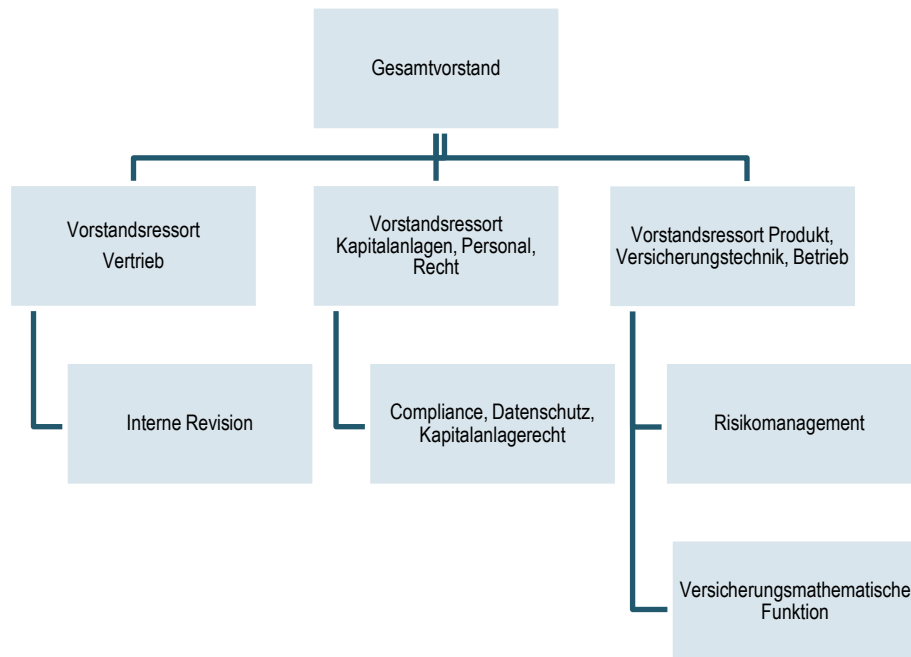 Gesamtvorstand
Vorstandsressort
Vertrieb
Vorstandsressort
Kapitalanlagen, Personal,
Recht
Vorstandsressort Produkt,
Versicherungstechnik, Betrieb
Interne Revision
Compliance, Datenschutz,
Kapitalanlagerecht
Risikomanagement
Versicherungsmathematische
Funktion